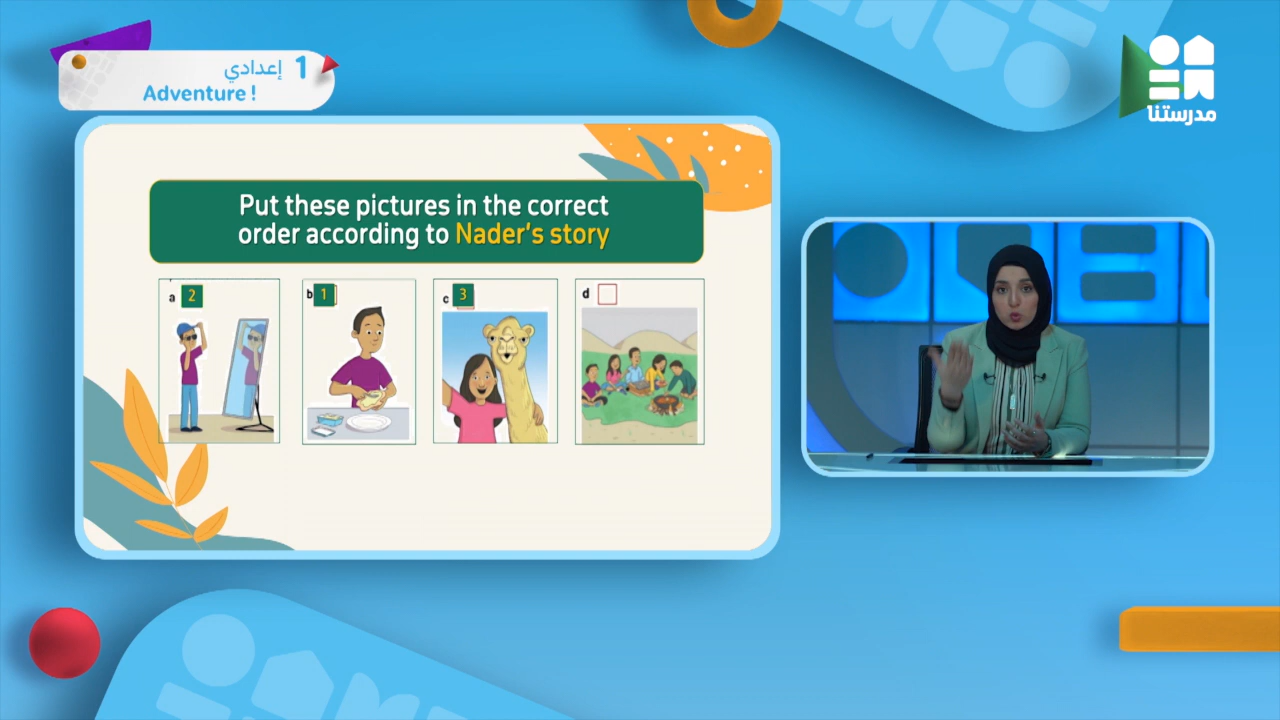 1 إعدادي
Adventure !
مدرستنا
Put these pictures in the correct
order according to Nader's story
a 2
b 1
c 3
d